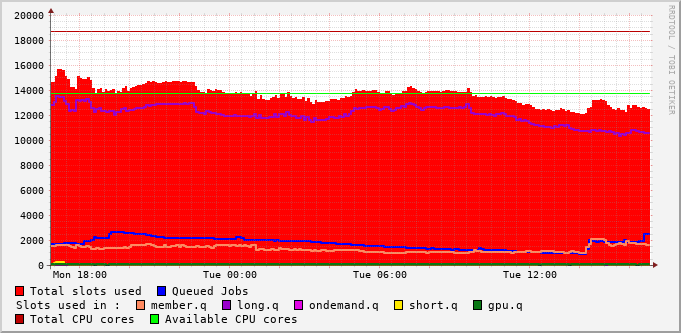 RRDTOOL / TOBI OETIKER
20000
18000
16000
14000
12000
10000
8000
6000
4000
2000
0
Mon 18:00 Tue 00:00 Tue 06:00 Tue 12:00
Total slots used Queued Jobs
Slots used in : member.q long.q ondemand.q short.q gpu.q
Total CPU cores Available CPU cores